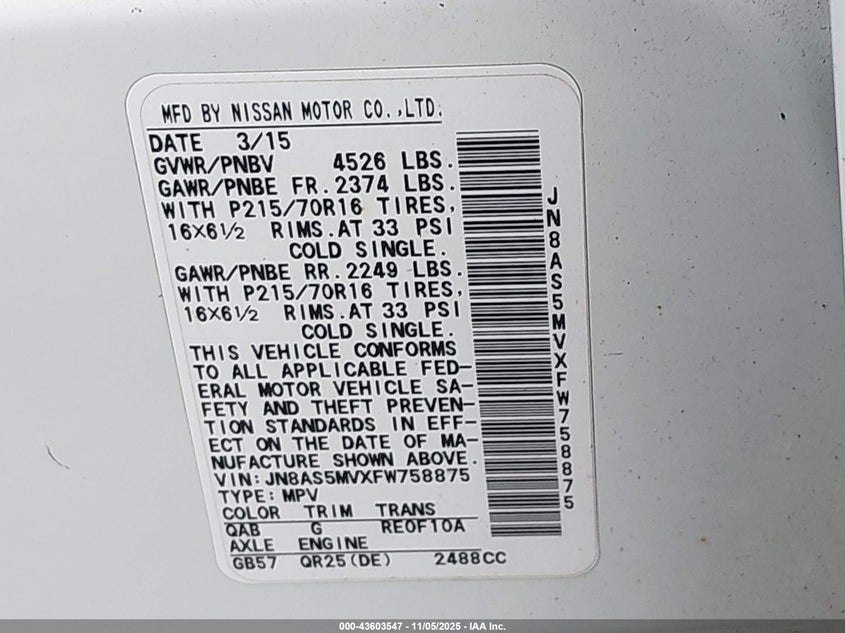 MFD BY NISSAN MOTOR CO.,LTD.
DATE 3/15
GVWR/PNBV 4526 LBS.
GAWR/PNBE FR.2374 LBS.
WITH P215/70R16 TIRES,
16X6½ RIMS.AT 33 PSI
COLD SINGLE.
GAWR/PNBE RR.2249 LBS.
WITH P215/70R16 TIRES,
16X6½ RIMS.AT 33 PSI
COLD SINGLE.
THIS VEHICLE CONFORMS
TO ALL APPLICABLE FED-
ERAL MOTOR VEHICLE SA-
FETY AND THEFT PREVEN-
TION STANDARDS IN EFF-
ECT ON THE DATE OF MA-
NUFACTURE SHOWN ABOVE.
VIN:JN8AS5MVXFW758875
TYPE:MPV
COLOR TRIM TRANS
QAB G RE0F10A
AXLE ENGINE
GB57 QR25(DE) 2488CC
JN8AS5MVXFW758875
000-43603547 - 11/05/2025 - IAA Inc.